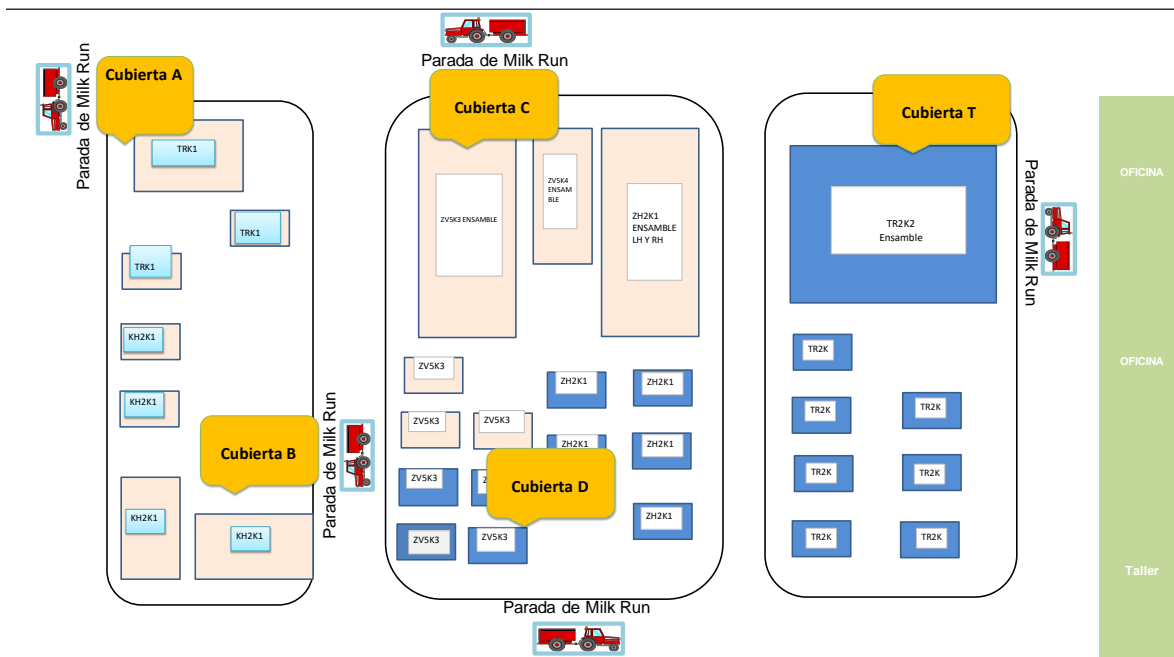 Parada de Milk Run
Cubierta A
TRK1
TRK1
TRK1
KH2K1
KH2K1
Cubierta B
KH2K1
KH2K1
Parada de Milk Run
Parada de Milk Run
Cubierta C
ZV5K3 ENSAMBLE
ZV5K4
ENSAM
BLE
ZH2K1
ENSAMBLE
LH Y RH
ZV5K3
ZH2K1
ZH2K1
ZV5K3
ZV5K3
ZH2K1
ZH2K1
ZV5K3
Cubierta D
ZH2K1
ZV5K3
ZV5K3
Parada de Milk Run
Cubierta T
TR2K2
Ensamble
TR2K
TR2K
TR2K
TR2K
TR2K
TR2K
TR2K
Parada de Milk Run
OFICINA
OFICINA
Taller